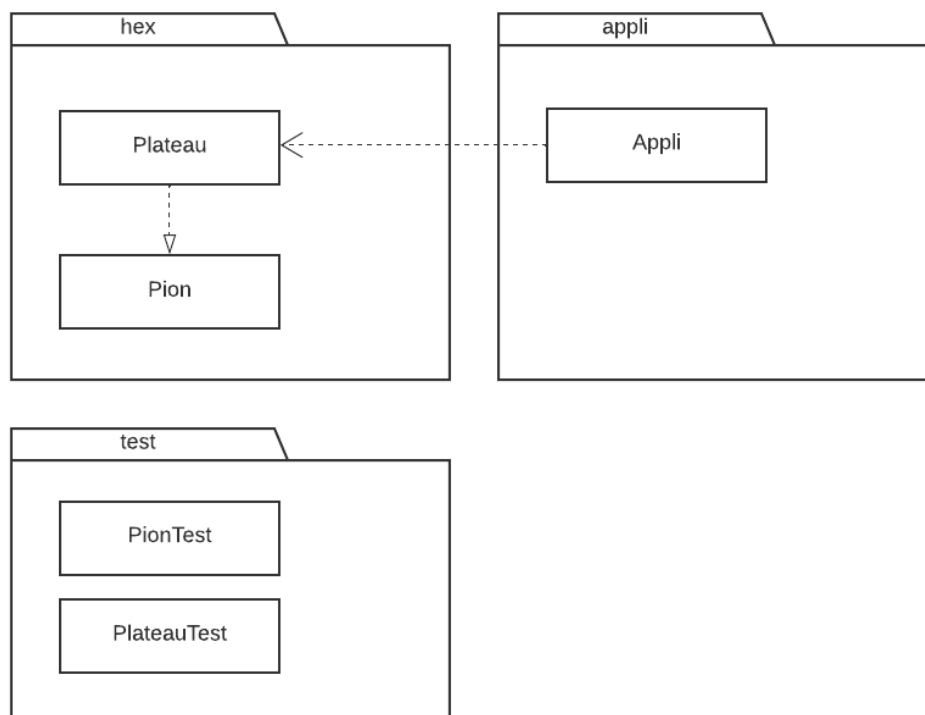 hex
appli
Plateau
Appli
Pion
test
PionTest
PlateauTest